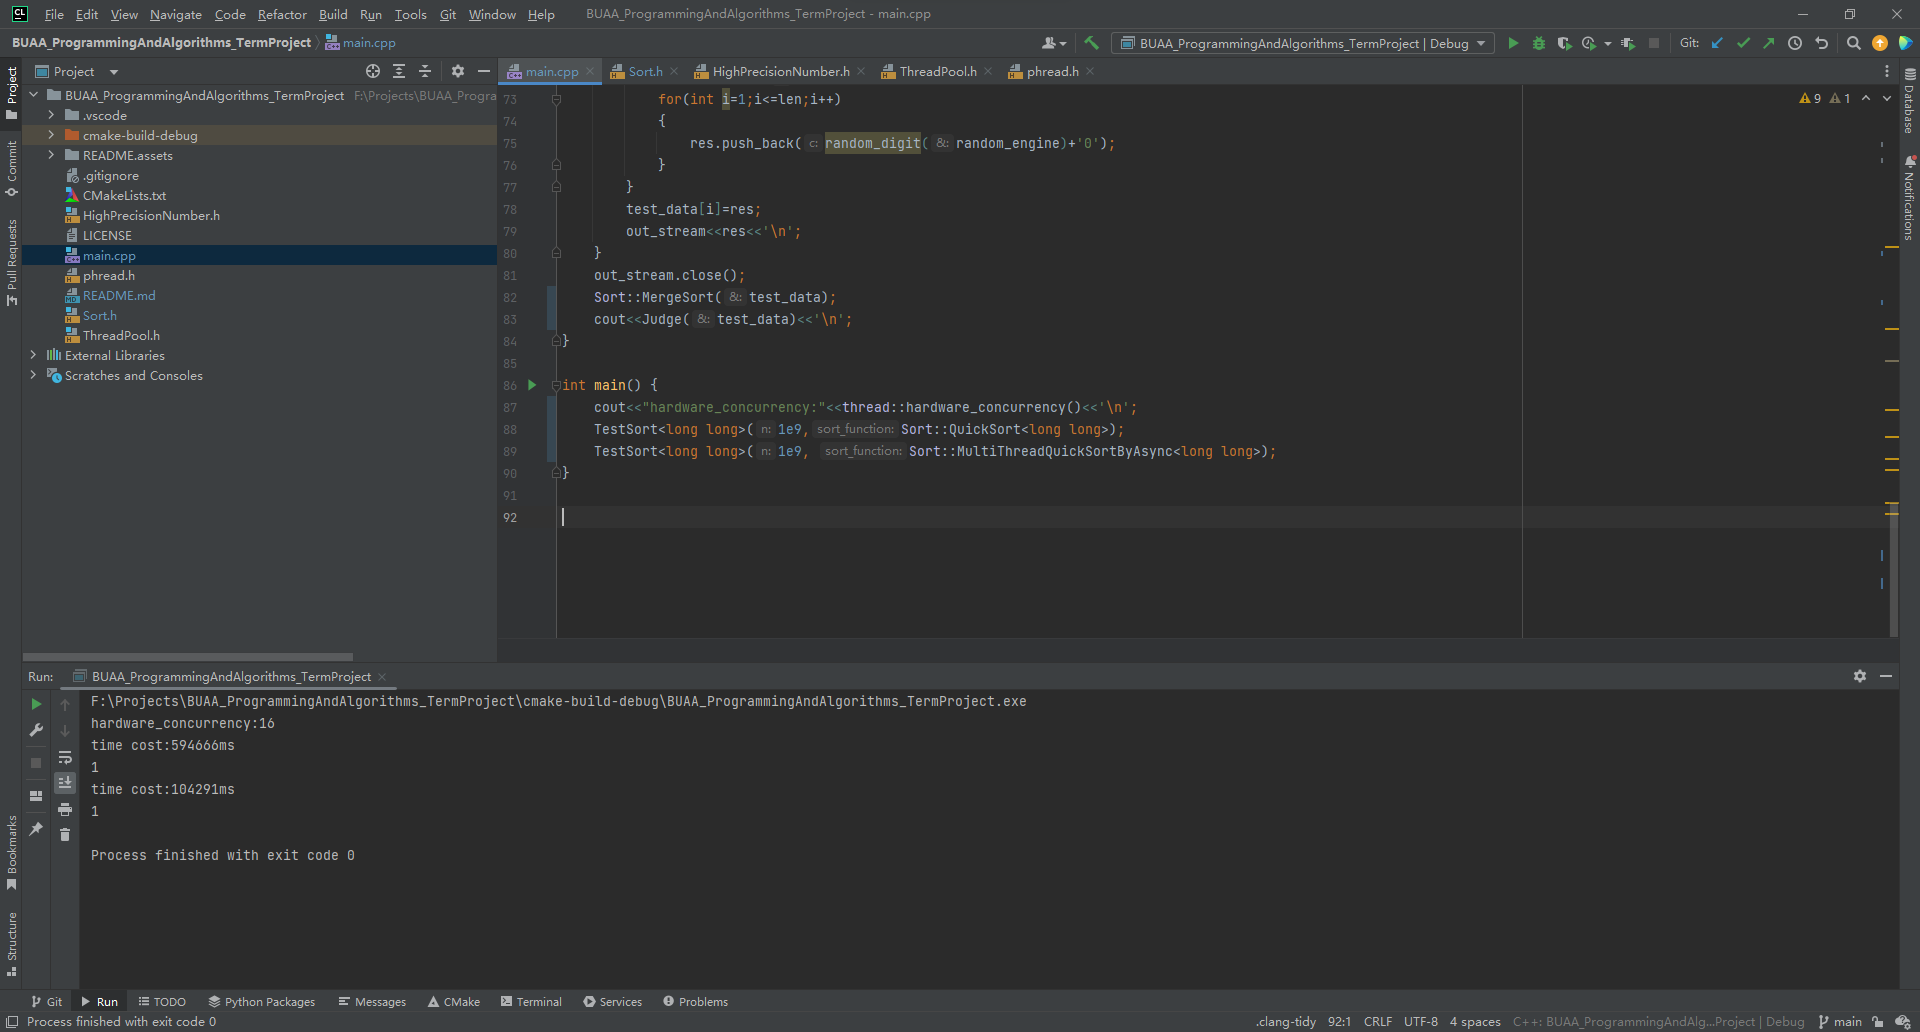 CL File Edit View Navigate Code Refactor Build Run Tools Git Window Help BUAA_ProgrammingAndAlgorithms_TermProject - main.cpp
BUAA_ProgrammingAndAlgorithms_TermProject main.cpp BUAA_ProgrammingAndAlgorithms_TermProject | Debug Git:
Project
main.cpp Sort.h HighPrecisionNumber.h ThreadPool.h phread.h
BUAA_ProgrammingAndAlgorithms_TermProject F:\Projects\BUAA_Progra
.vscode
cmake-build-debug
README.assets
.gitignore
CMakeLists.txt
HighPrecisionNumber.h
LICENSE
main.cpp
phread.h
README.md
Sort.h
ThreadPool.h
External Libraries
Scratches and Consoles
Project
Commit
Pull Requests
Bookmarks
Structure
73 for(int i=1;i<=len;i++)
74 {
75 res.push_back( c: random_digit( &: random_engine)+'0');
76 }
77 }
78 test_data[i]=res;
79 out_stream<<res<<'\n';
80 }
81 out_stream.close();
82 Sort::MergeSort( &: test_data);
83 cout<<Judge( &: test_data)<<'\n';
84 }
85
86 int main() {
87 cout<<"hardware_concurrency:"<<thread::hardware_concurrency()<<'\n';
88 TestSort<long long>( n: 1e9, sort_function: Sort::QuickSort<long long>);
89 TestSort<long long>( n: 1e9, sort_function: Sort::MultiThreadQuickSortByAsync<long long>);
90 }
91
92
9 1
Database
Notifications
Run: BUAA_ProgrammingAndAlgorithms_TermProject
F:\Projects\BUAA_ProgrammingAndAlgorithms_TermProject\cmake-build-debug\BUAA_ProgrammingAndAlgorithms_TermProject.exe
hardware_concurrency:16
time cost:594666ms
1
time cost:104291ms
1
Process finished with exit code 0
Git Run TODO Python Packages Messages CMake Terminal Services Problems
Process finished with exit code 0 .clang-tidy 92:1 CRLF UTF-8 4 spaces C++: BUAA_ProgrammingAndAlg...Project | Debug main